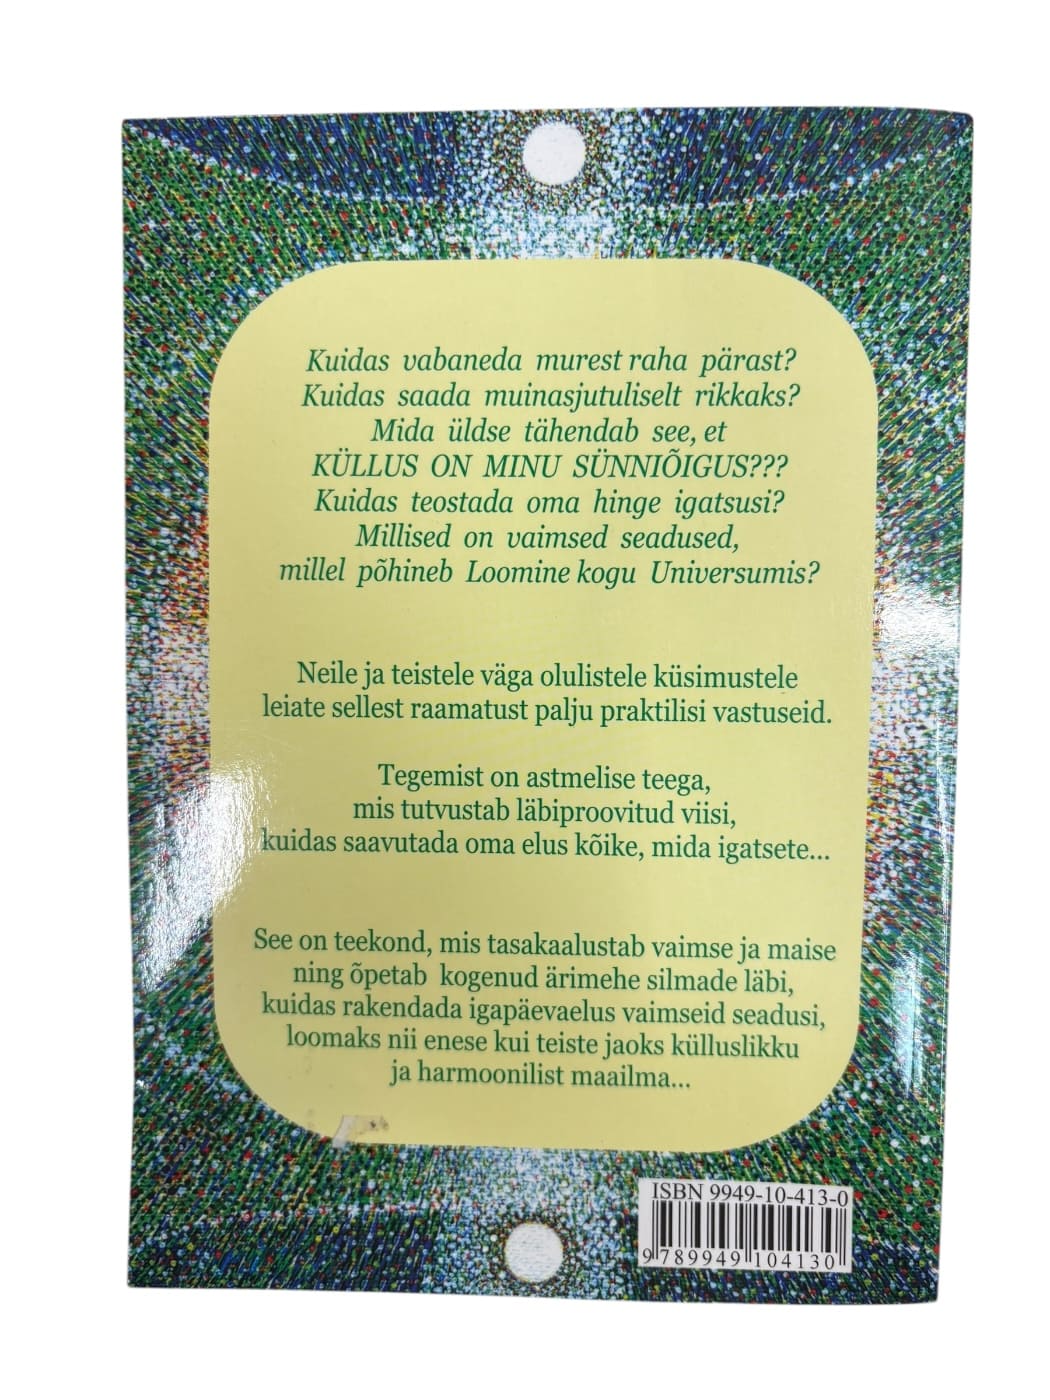 Kuidas vabaneda murest raha pärast?
Kuidas saada muinasjutuliselt rikkaks?
Mida üldse tähendab see, et
KÜLLUS ON MINU SÜNNIÕIGUS???
Kuidas teostada oma hinge igatsusi?
Millised on vaimsed seadused,
millel põhineb Loomine kogu Universumis?
Neile ja teistele väga olulistele küsimustele
leiate sellest raamatust palju praktilisi vastuseid.
Tegemist on astmelise teega,
mis tutvustab läbiproovitud viisi,
kuidas saavutada oma elus kõike, mida igatsete...
See on teekond, mis tasakaalustab vaimse ja maise
ning õpetab kogenud ärimehe silmade läbi,
kuidas rakendada igapäevaelus vaimseid seadusi,
loomaks nii enese kui teiste jaoks külluslikku
ja harmoonilist maailma...
ISBN 9949-10-413-0
9 789949 104130